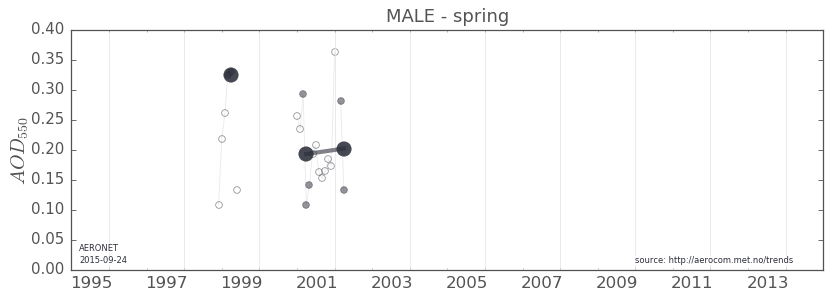 MALE - spring
0.40
0.35
0.30
0.25
0.20
0.15
0.10
0.05
0.00
AOD550
AERONET
2015-09-24
source: http://aerocom.met.no/trends
1995 1997 1999 2001 2003 2005 2007 2009 2011 2013